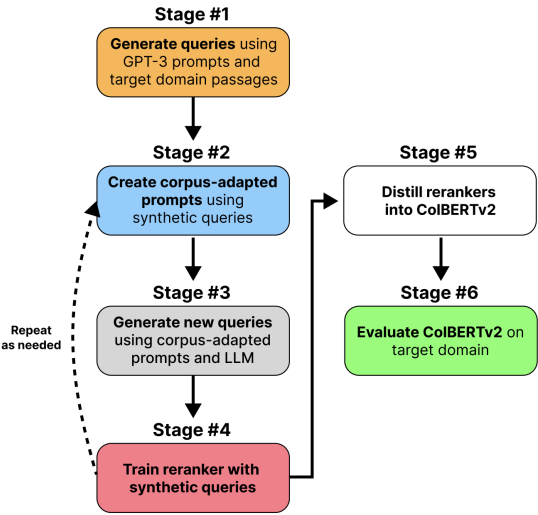 Stage #1
Generate queries using
GPT-3 prompts and
target domain passages
Stage #2
Create corpus-adapted
prompts using
synthetic queries
Stage #3
Generate new queries
using corpus-adapted
prompts and LLM
Repeat
as needed
Stage #4
Train reranker with
synthetic queries
Stage #5
Distill rerankers
into ColBERTv2
Stage #6
Evaluate ColBERTv2 on
target domain